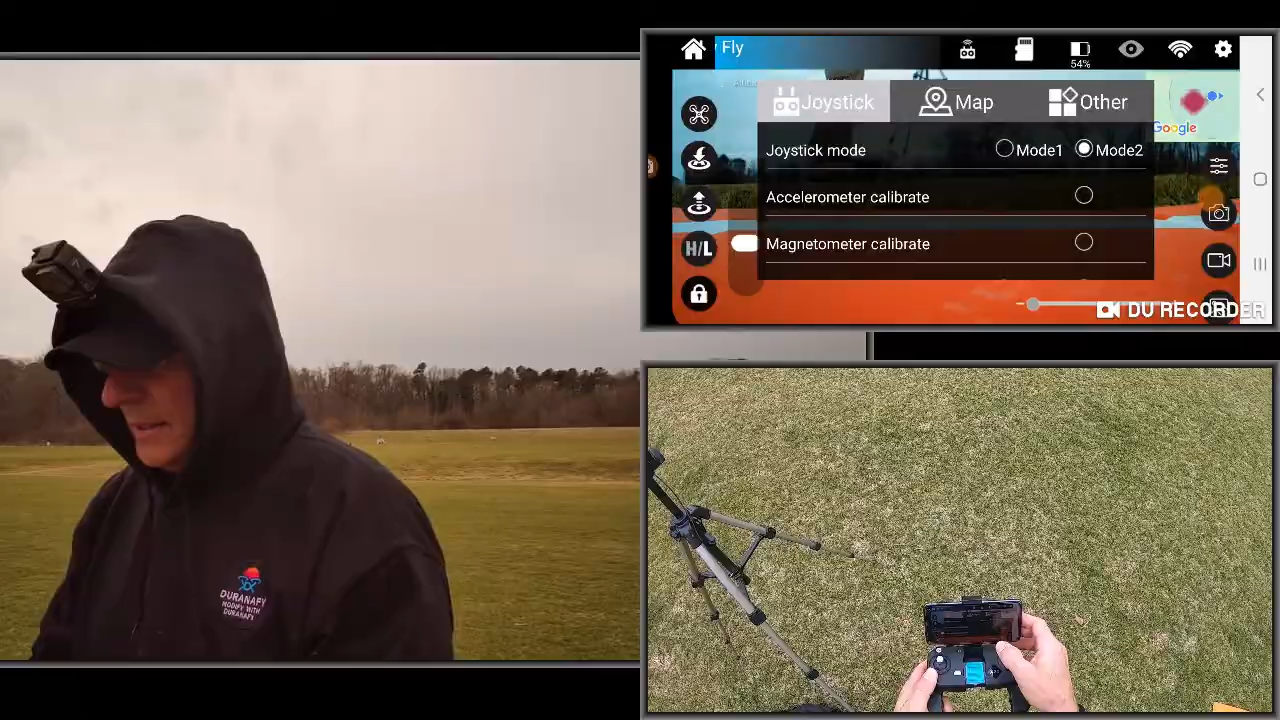 DURANAFY
MODIFY WITH
DURANAFY
Fly
54%
Joystick
Map
Other
Google
Joystick mode
Mode1
Mode2
Accelerometer calibrate
Magnetometer calibrate
H/L
DU RECORDER